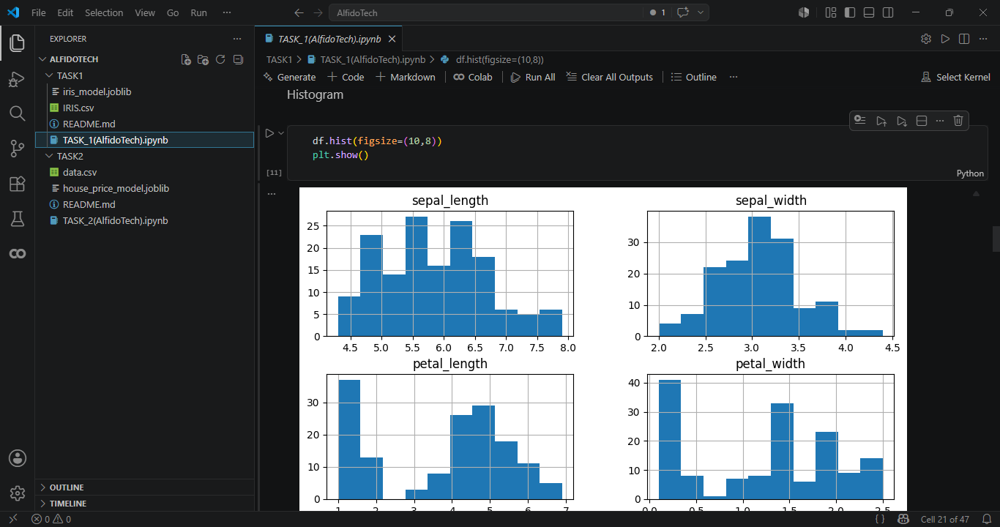 File Edit Selection View Go Run ··· AlfidoTech 1
EXPLORER ···
ALFIDOTECH
TASK1
iris_model.joblib
IRIS.csv
README.md
TASK_1(AlfidoTech).ipynb
TASK2
data.csv
house_price_model.joblib
README.md
TASK_2(AlfidoTech).ipynb
OUTLINE
TIMELINE
TASK_1(AlfidoTech).ipynb
TASK1 > TASK_1(AlfidoTech).ipynb > df.hist(figsize=(10,8))
Generate + Code + Markdown Colab Run All Clear All Outputs Outline ··· Select Kernel
Histogram
df.hist(figsize=(10,8))
plt.show()
[11]
Python
sepal_length
25
20
15
10
5
0
4.5 5.0 5.5 6.0 6.5 7.0 7.5 8.0
sepal_width
30
20
10
0
2.0 2.5 3.0 3.5 4.0 4.5
petal_length
30
20
10
0
1 2 3 4 5 6 7
petal_width
40
30
20
10
0
0.0 0.5 1.0 1.5 2.0 2.5
0 0
{ } Cell 21 of 47